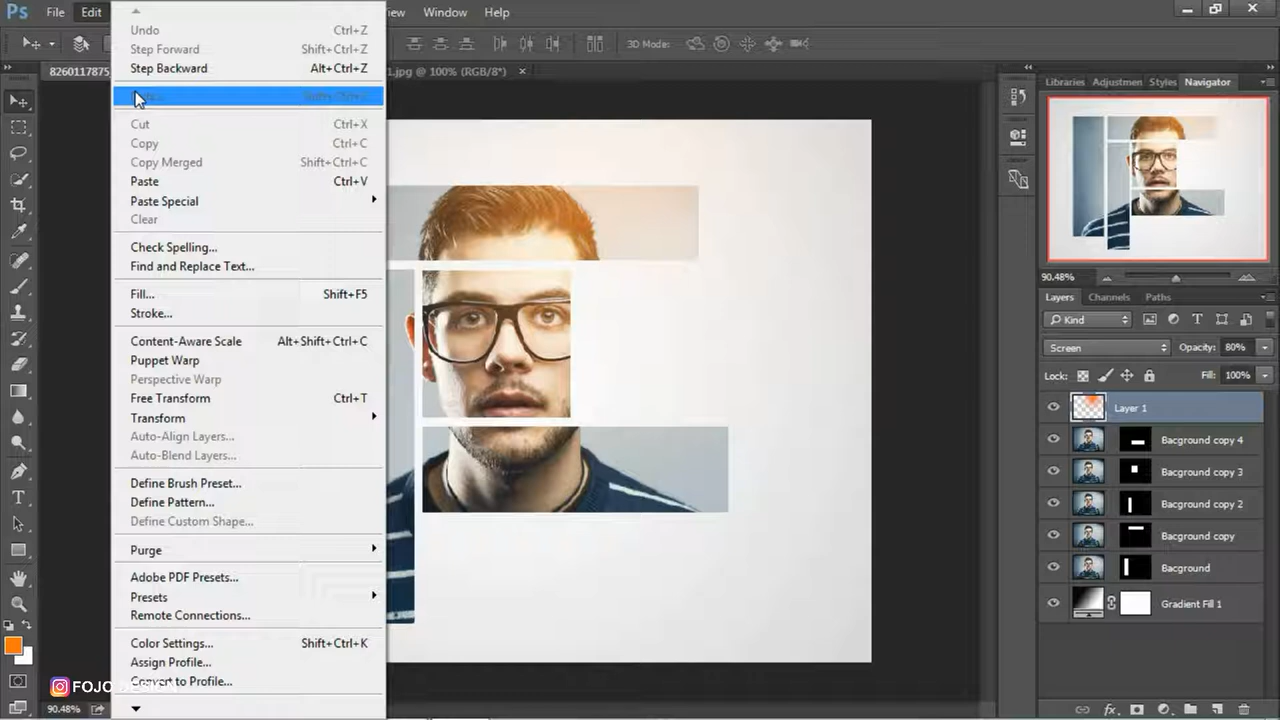 Ps File Edit iew Window Help
3D Mode:
8260117875 1.jpg @ 100% (RGB/8*) ×
Undo Ctrl+Z
Step Forward Shift+Ctrl+Z
Step Backward Alt+Ctrl+Z
Cut Ctrl+X
Copy Ctrl+C
Copy Merged Shift+Ctrl+C
Paste Ctrl+V
Paste Special
Clear
Check Spelling...
Find and Replace Text...
Fill... Shift+F5
Stroke...
Content-Aware Scale Alt+Shift+Ctrl+C
Puppet Warp
Perspective Warp
Free Transform Ctrl+T
Transform
Auto-Align Layers...
Auto-Blend Layers...
Define Brush Preset...
Define Pattern...
Define Custom Shape...
Purge
Adobe PDF Presets...
Presets
Remote Connections...
Color Settings... Shift+Ctrl+K
Assign Profile...
Convert to Profile...
FOJO DESIGN
90.48%
Libraries Adjustmen Styles Navigator
90.48%
Layers Channels Paths
Kind
Screen Opacity: 80%
Lock: Fill: 100%
Layer 1
Bacground copy 4
Bacground copy 3
Bacground copy 2
Bacground copy
Bacground
Gradient Fill 1